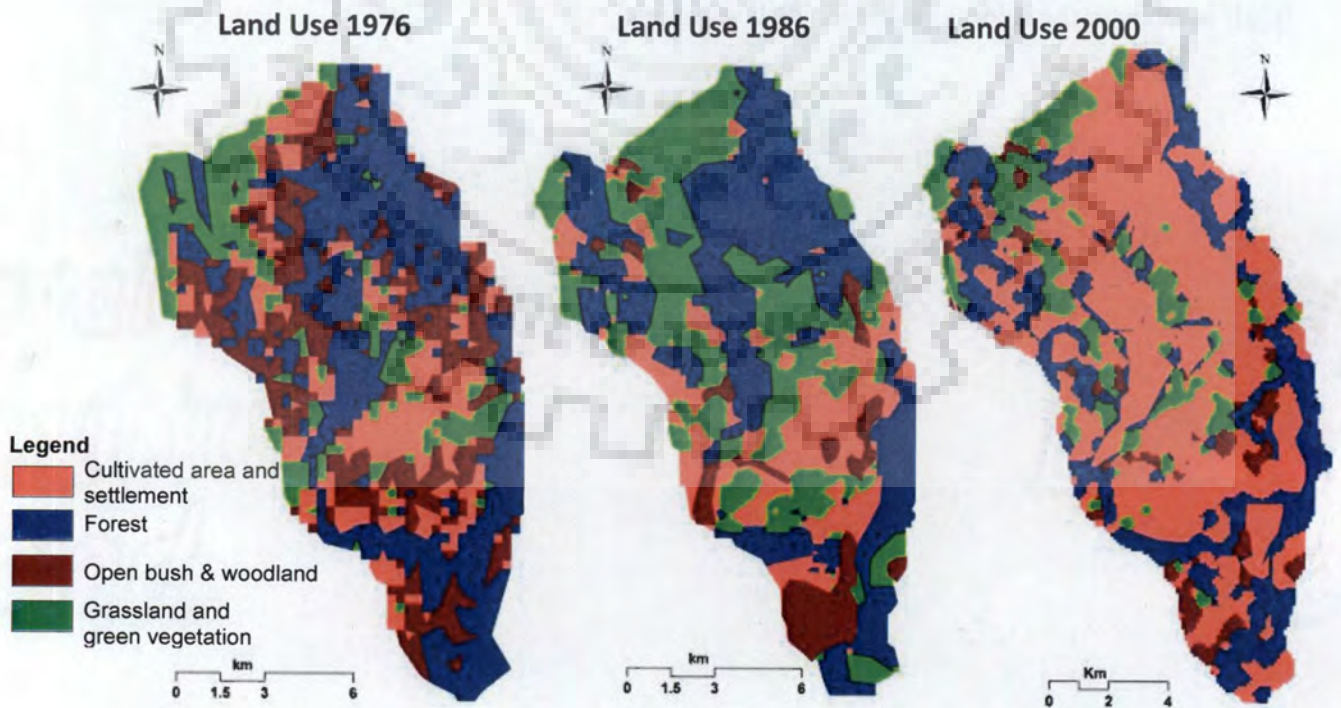 Land Use 1976
Land Use 1986
Land Use 2000
N
N
N
Legend
Cultivated area and
settlement
Forest
Open bush & woodland
Grassland and
green vegetation
km
0 1.5 3 6
km
0 1.5 3 6
Km
0 2 4